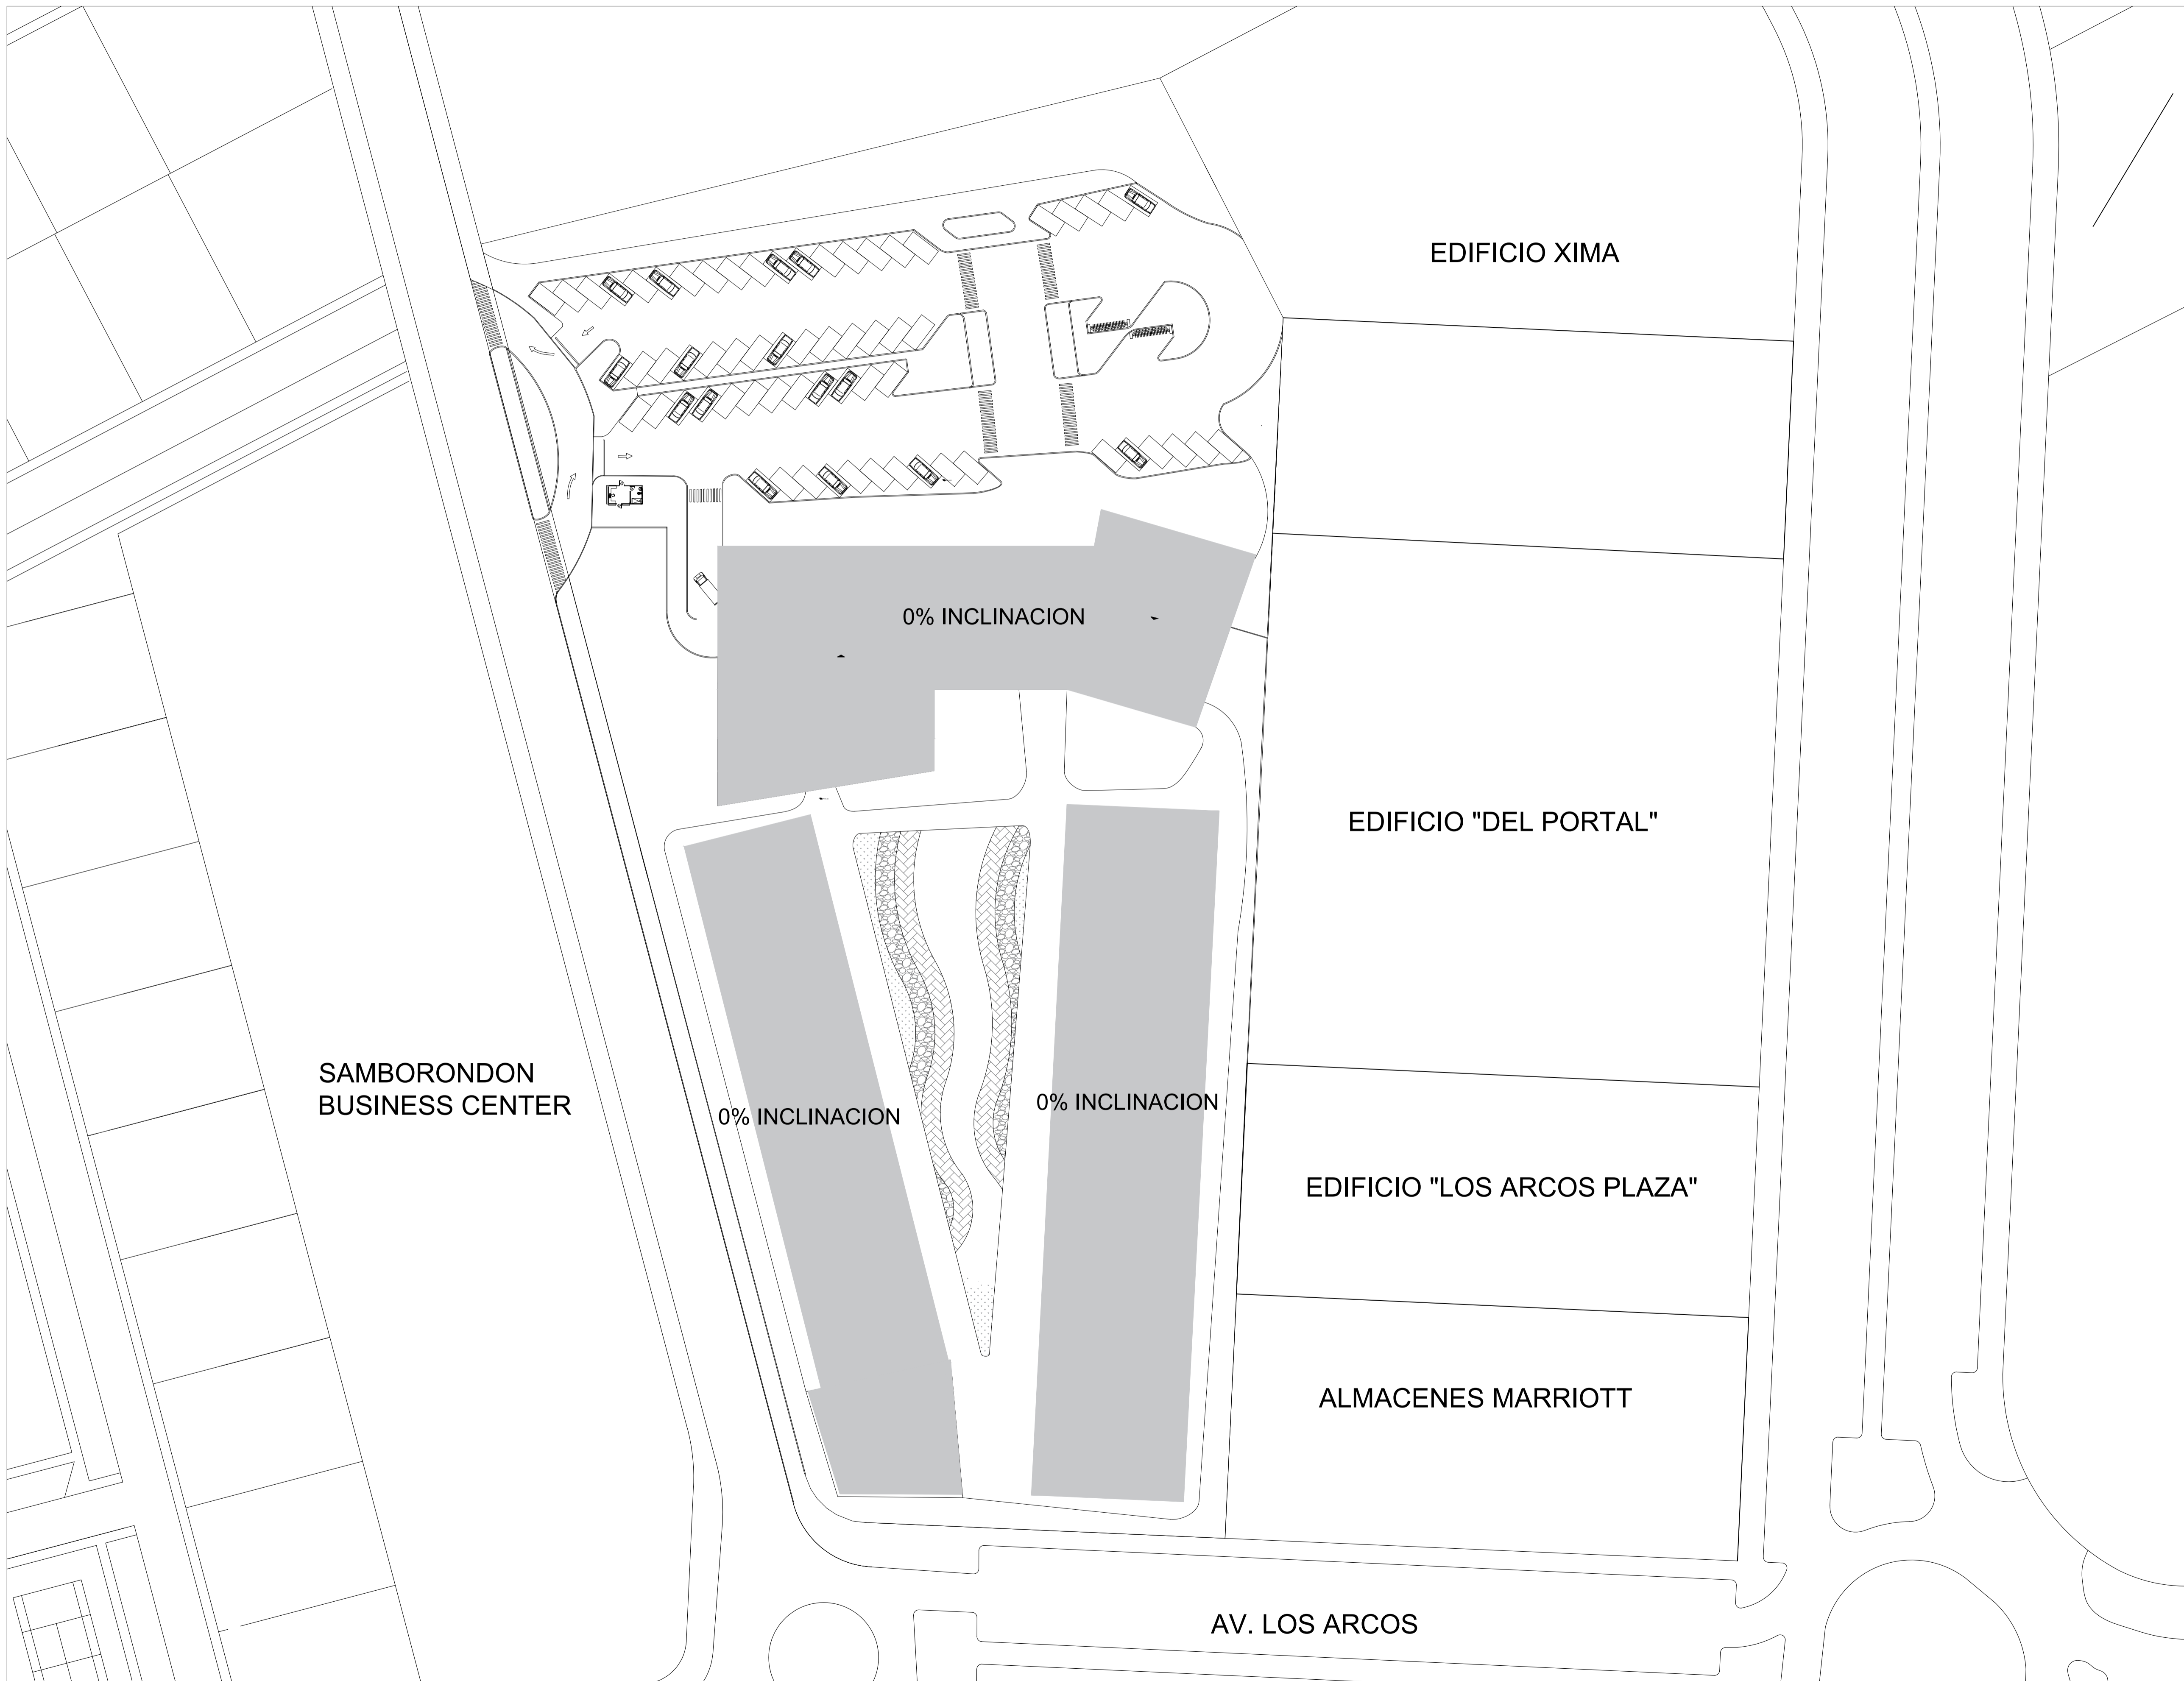 EDIFICIO XIMA
0% INCLINACION
EDIFICIO "DEL PORTAL"
SAMBORONDON
BUSINESS CENTER
0% INCLINACION
0% INCLINACION
EDIFICIO "LOS ARCOS PLAZA"
ALMACENES MARRIOTT
AV. LOS ARCOS